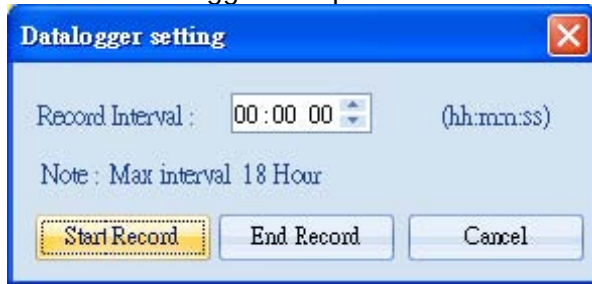 Datalogger setting
Record Interval : 00:00 00 (hh:mm:ss)
Note : Max interval 18 Hour
Start Record End Record Cancel